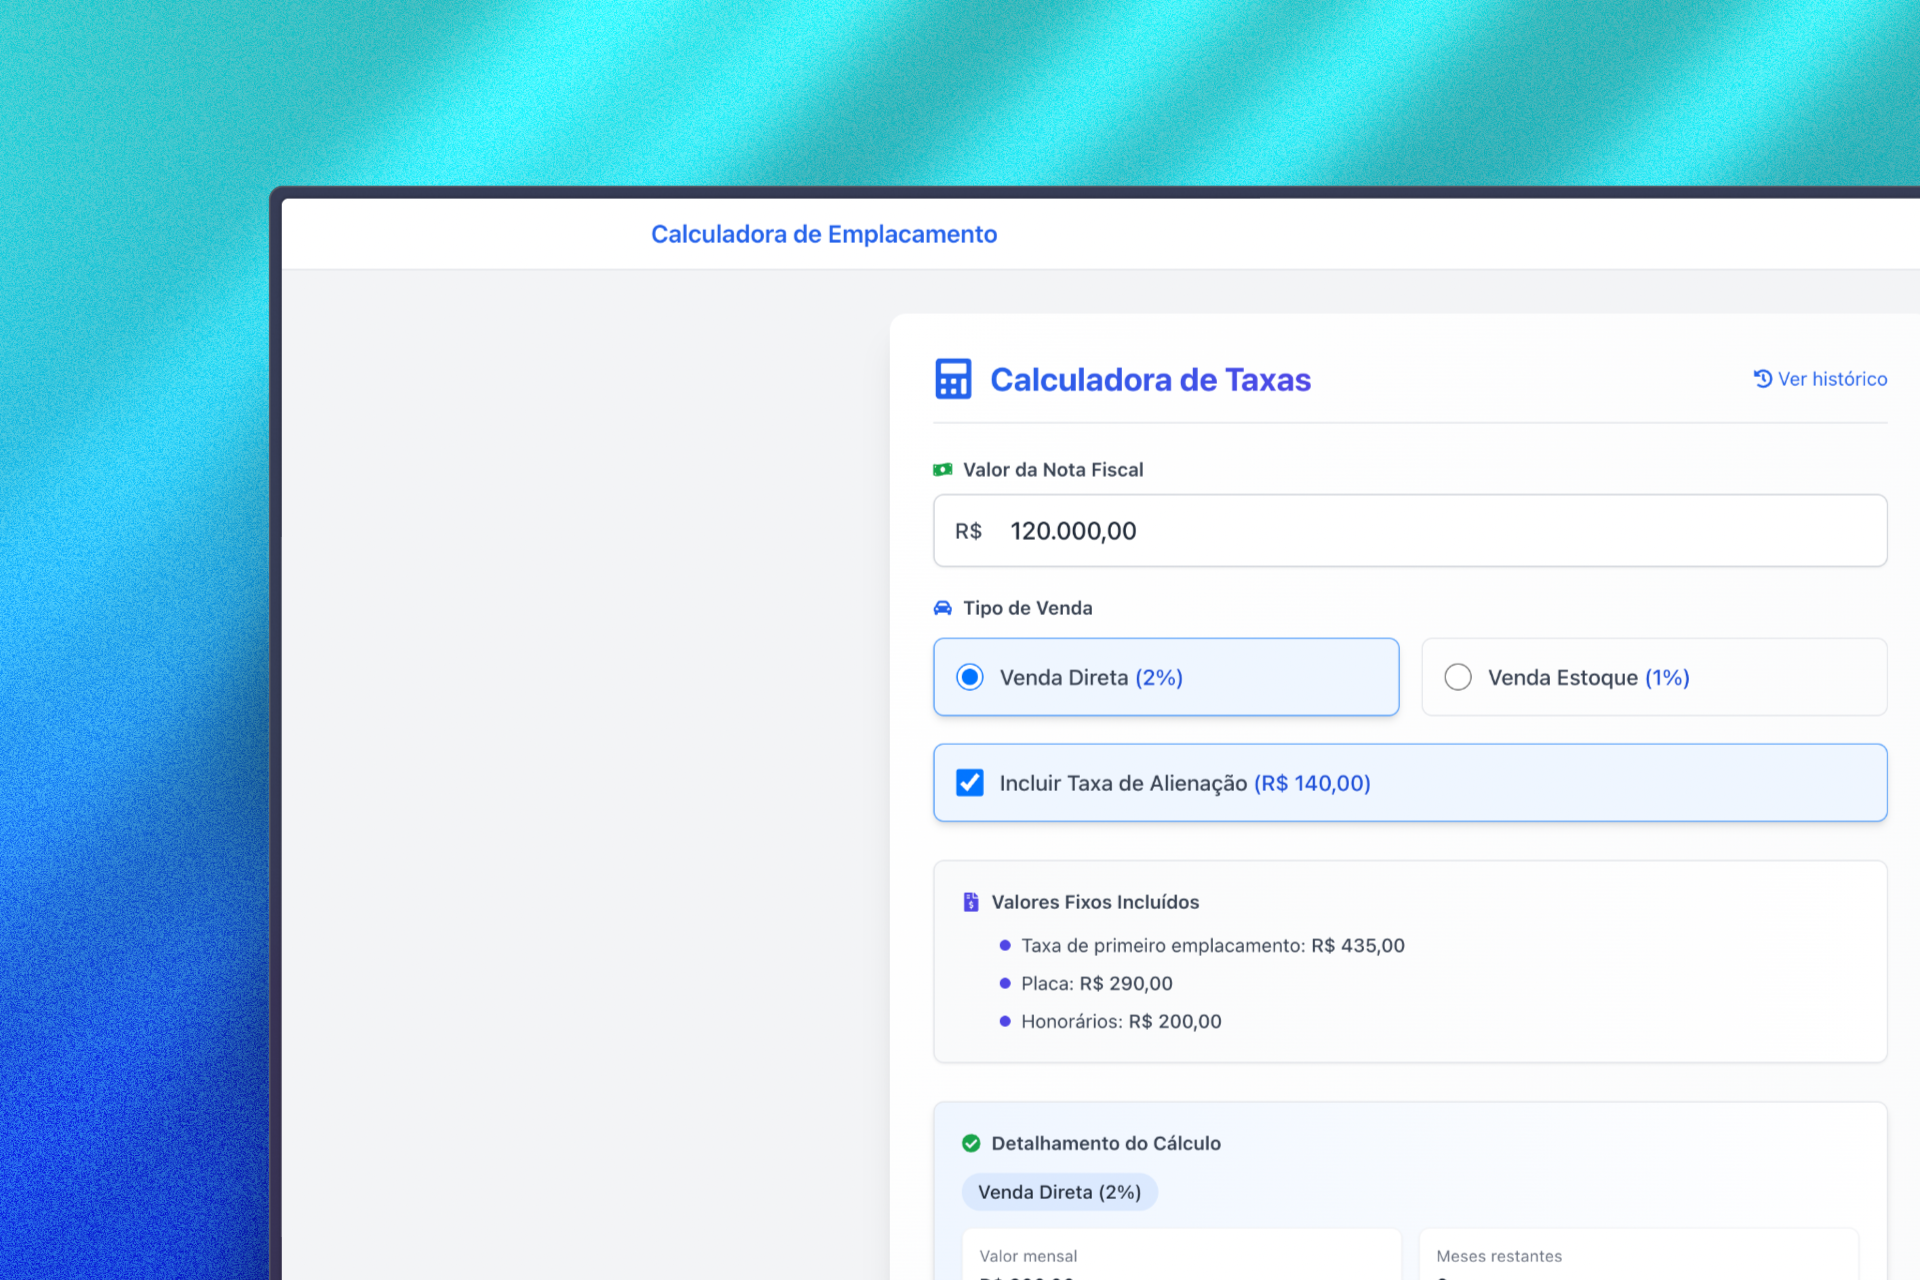 Calculadora de Emplacamento
Calculadora de Taxas
Ver histórico
Valor da Nota Fiscal
R$ 120.000,00
Tipo de Venda
Venda Direta (2%)
Venda Estoque (1%)
Incluir Taxa de Alienação (R$ 140,00)
Valores Fixos Incluídos
Taxa de primeiro emplacamento: R$ 435,00
Placa: R$ 290,00
Honorários: R$ 200,00
Detalhamento do Cálculo
Venda Direta (2%)
Valor mensal
Meses restantes